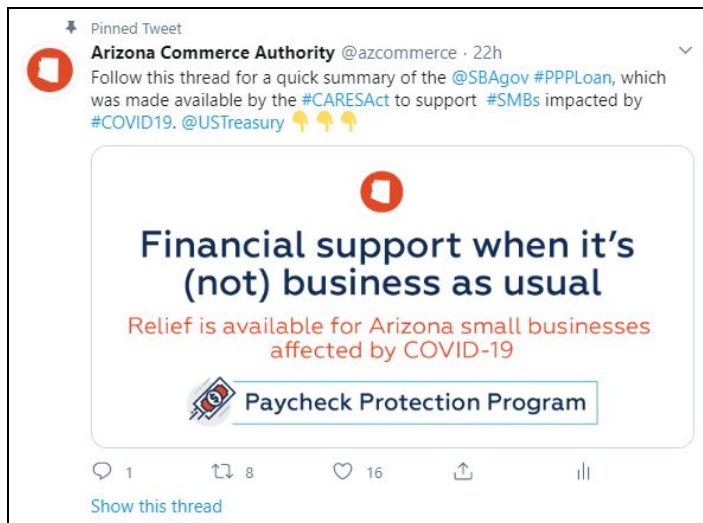 Pinned Tweet
Arizona Commerce Authority @azcommerce · 22h
Follow this thread for a quick summary of the @SBAgov #PPPLoan, which
was made available by the #CARESAct to support #SMBs impacted by
#COVID19. @USTreasury 👇👇👇
Financial support when it's
(not) business as usual
Relief is available for Arizona small businesses
affected by COVID-19
Paycheck Protection Program
1 8 16
Show this thread